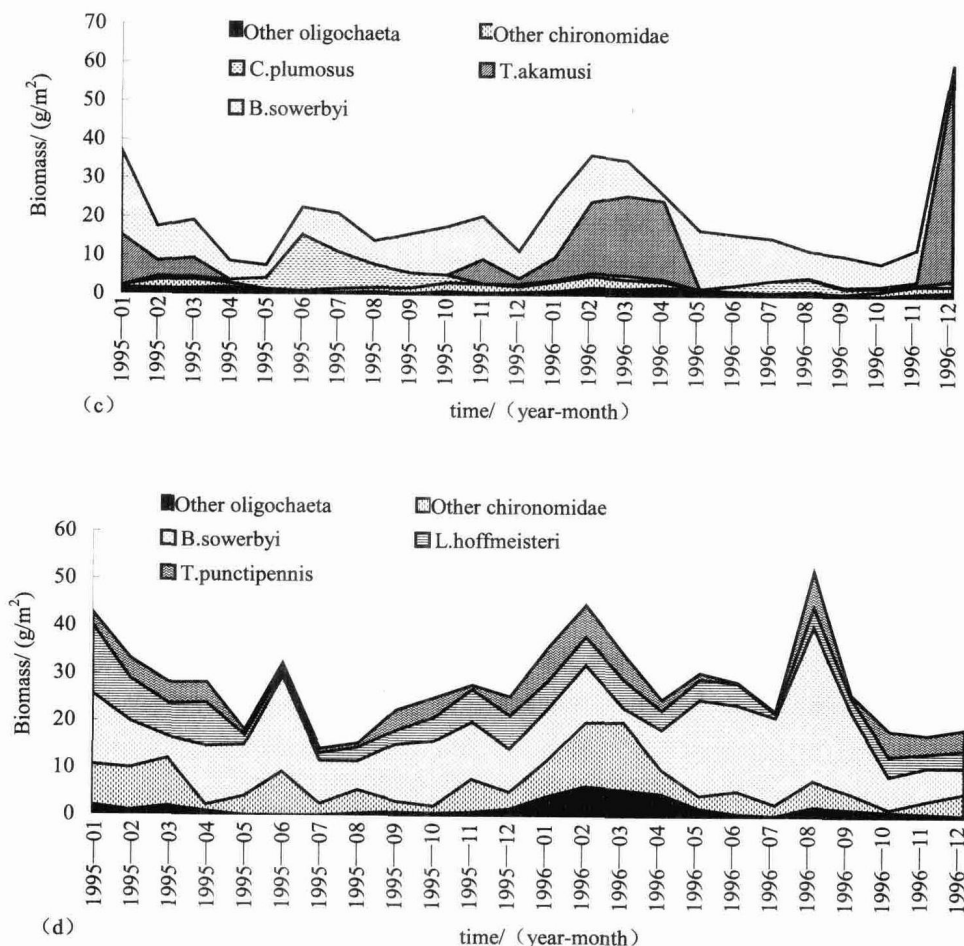 Other oligochaeta Other chironomidae
C.plumosus T.akamusi
B.sowerbyi
Biomass/ (g/m²)
70
60
50
40
30
20
10
0
1995—01 1995—02 1995—03 1995—04 1995—05 1995—06 1995—07 1995—08 1995—09 1995—10 1995—11 1995—12 1996—01 1996—02 1996—03 1996—04 1996—05 1996—06 1996—07 1996—08 1996—09 1996—10 1996—11 1996—12
(c)
time/ (year-month)
Other oligochaeta Other chironomidae
B.sowerbyi L.hoffmeisteri
T.punctipennis
Biomass/ (g/m²)
60
50
40
30
20
10
0
1995—01 1995—02 1995—03 1995—04 1995—05 1995—06 1995—07 1995—08 1995—09 1995—10 1995—11 1995—12 1996—01 1996—02 1996—03 1996—04 1996—05 1996—06 1996—07 1996—08 1996—09 1996—10 1996—11 1996—12
(d)
time/ (year-month)